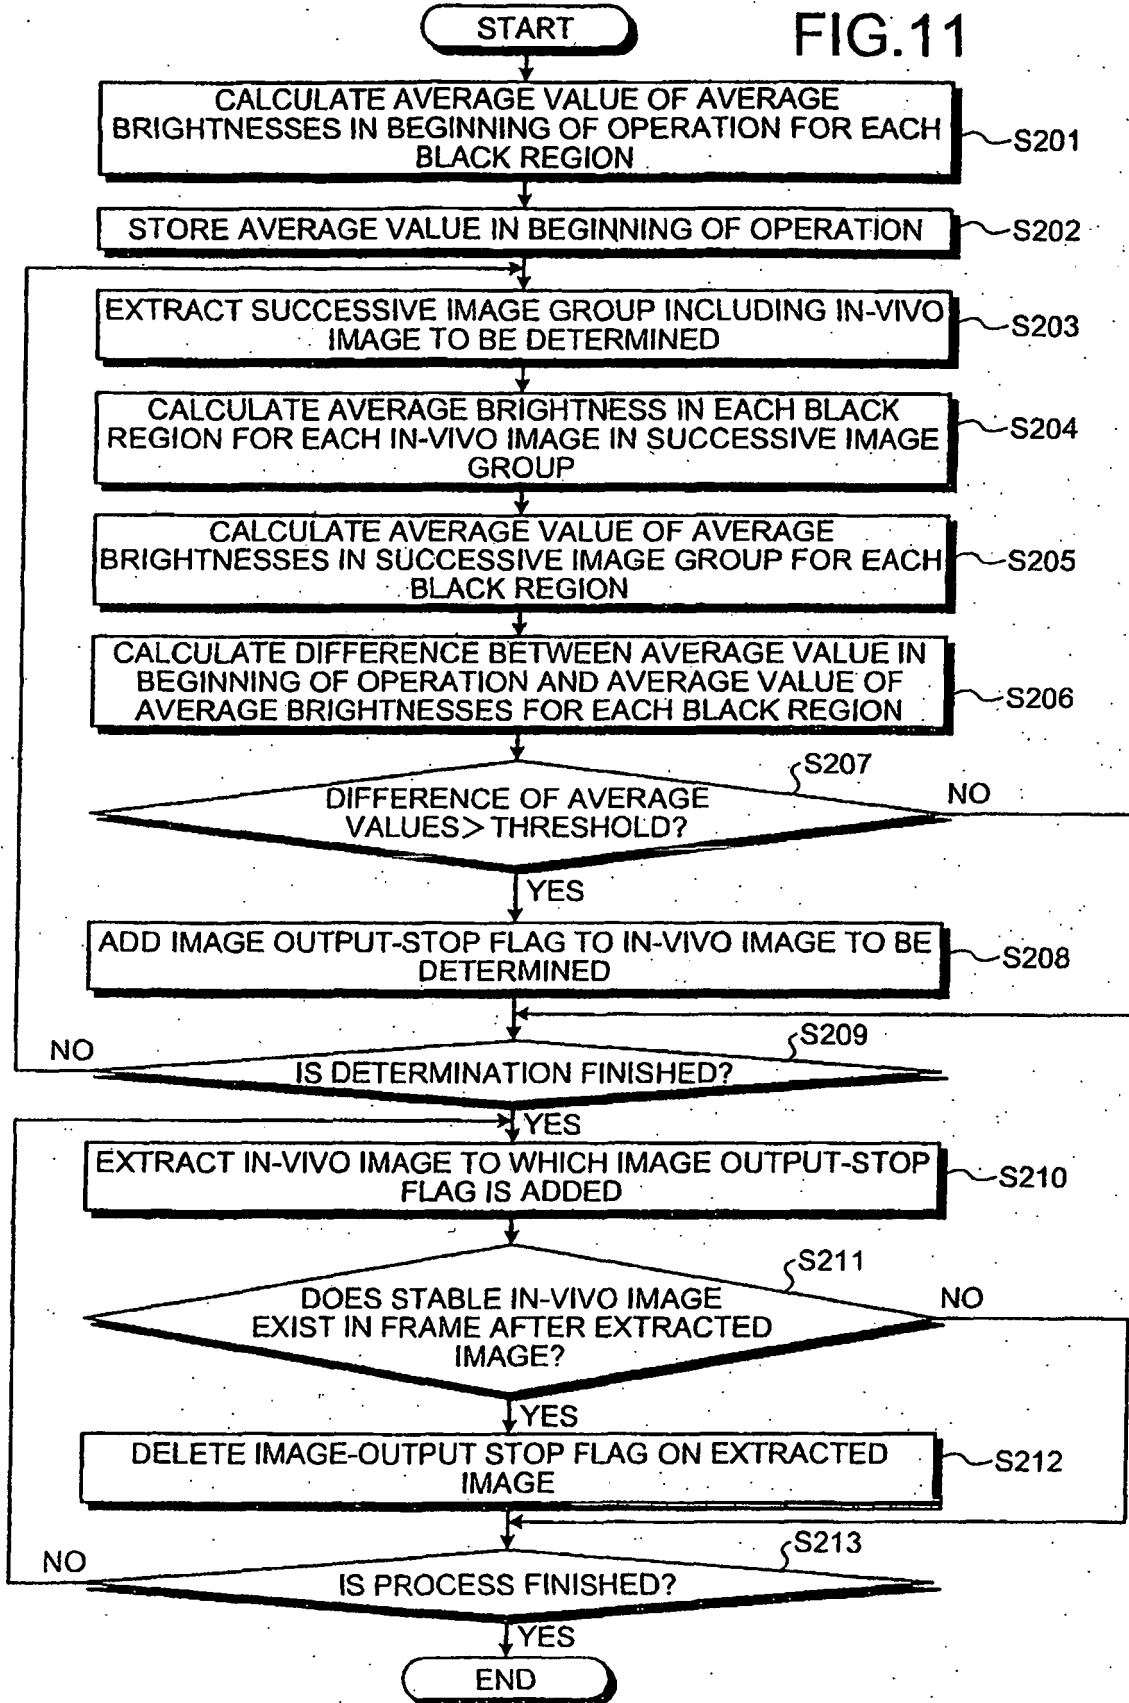 START
FIG.11
CALCULATE AVERAGE VALUE OF AVERAGE
BRIGHTNESSES IN BEGINNING OF OPERATION FOR EACH
BLACK REGION
S201
STORE AVERAGE VALUE IN BEGINNING OF OPERATION
S202
EXTRACT SUCCESSIVE IMAGE GROUP INCLUDING IN-VIVO
IMAGE TO BE DETERMINED
S203
CALCULATE AVERAGE BRIGHTNESS IN EACH BLACK
REGION FOR EACH IN-VIVO IMAGE IN SUCCESSIVE IMAGE
GROUP
S204
CALCULATE AVERAGE VALUE OF AVERAGE
BRIGHTNESSES IN SUCCESSIVE IMAGE GROUP FOR EACH
BLACK REGION
S205
CALCULATE DIFFERENCE BETWEEN AVERAGE VALUE IN
BEGINNING OF OPERATION AND AVERAGE VALUE OF
AVERAGE BRIGHTNESSES FOR EACH BLACK REGION
S206
S207
DIFFERENCE OF AVERAGE
VALUES > THRESHOLD?
NO
YES
ADD IMAGE OUTPUT-STOP FLAG TO IN-VIVO IMAGE TO BE
DETERMINED
S208
S209
NO
IS DETERMINATION FINISHED?
YES
EXTRACT IN-VIVO IMAGE TO WHICH IMAGE OUTPUT-STOP
FLAG IS ADDED
S210
S211
DOES STABLE IN-VIVO IMAGE
EXIST IN FRAME AFTER EXTRACTED
IMAGE?
NO
YES
DELETE IMAGE-OUTPUT STOP FLAG ON EXTRACTED
IMAGE
S212
S213
NO
IS PROCESS FINISHED?
YES
END